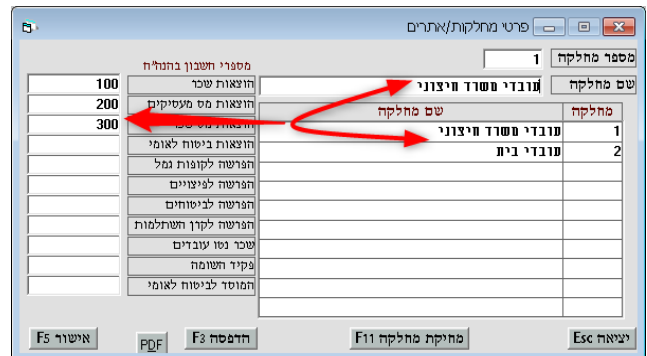 פרטי מחלקות/אתרים
מספר מחלקה 1
שם מחלקה עובדי משרד חיצוני
מחלקה שם מחלקה
1 עובדי משרד חיצוני
2 עובדי בית
מספרי חשבון בהנה"ח
הוצאות שכר 100
הוצאות מס מעסיקים 200
הוצאות מס שכר 300
הוצאות ביטוח לאומי
הפרשה לקופות גמל
הפרשה לפיצויים
הפרשה לביטוחים
הפרשה לקרן השתלמות
שכר נטו עובדים
פקיד השומה
המוסד לביטוח לאומי
יציאה Esc מחיקת מחלקה F11 הדפסה F3 PDF אישור F5